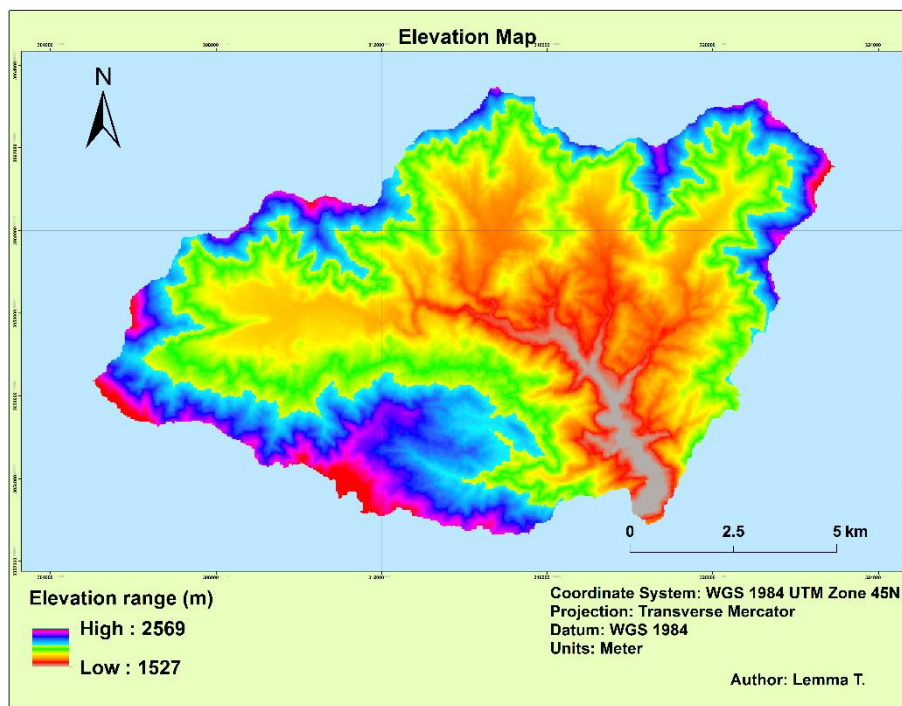 Elevation Map
N
0 2.5 5 km
Elevation range (m)
High : 2569
Low : 1527
Coordinate System: WGS 1984 UTM Zone 45N
Projection: Transverse Mercator
Datum: WGS 1984
Units: Meter
Author: Lemma T.